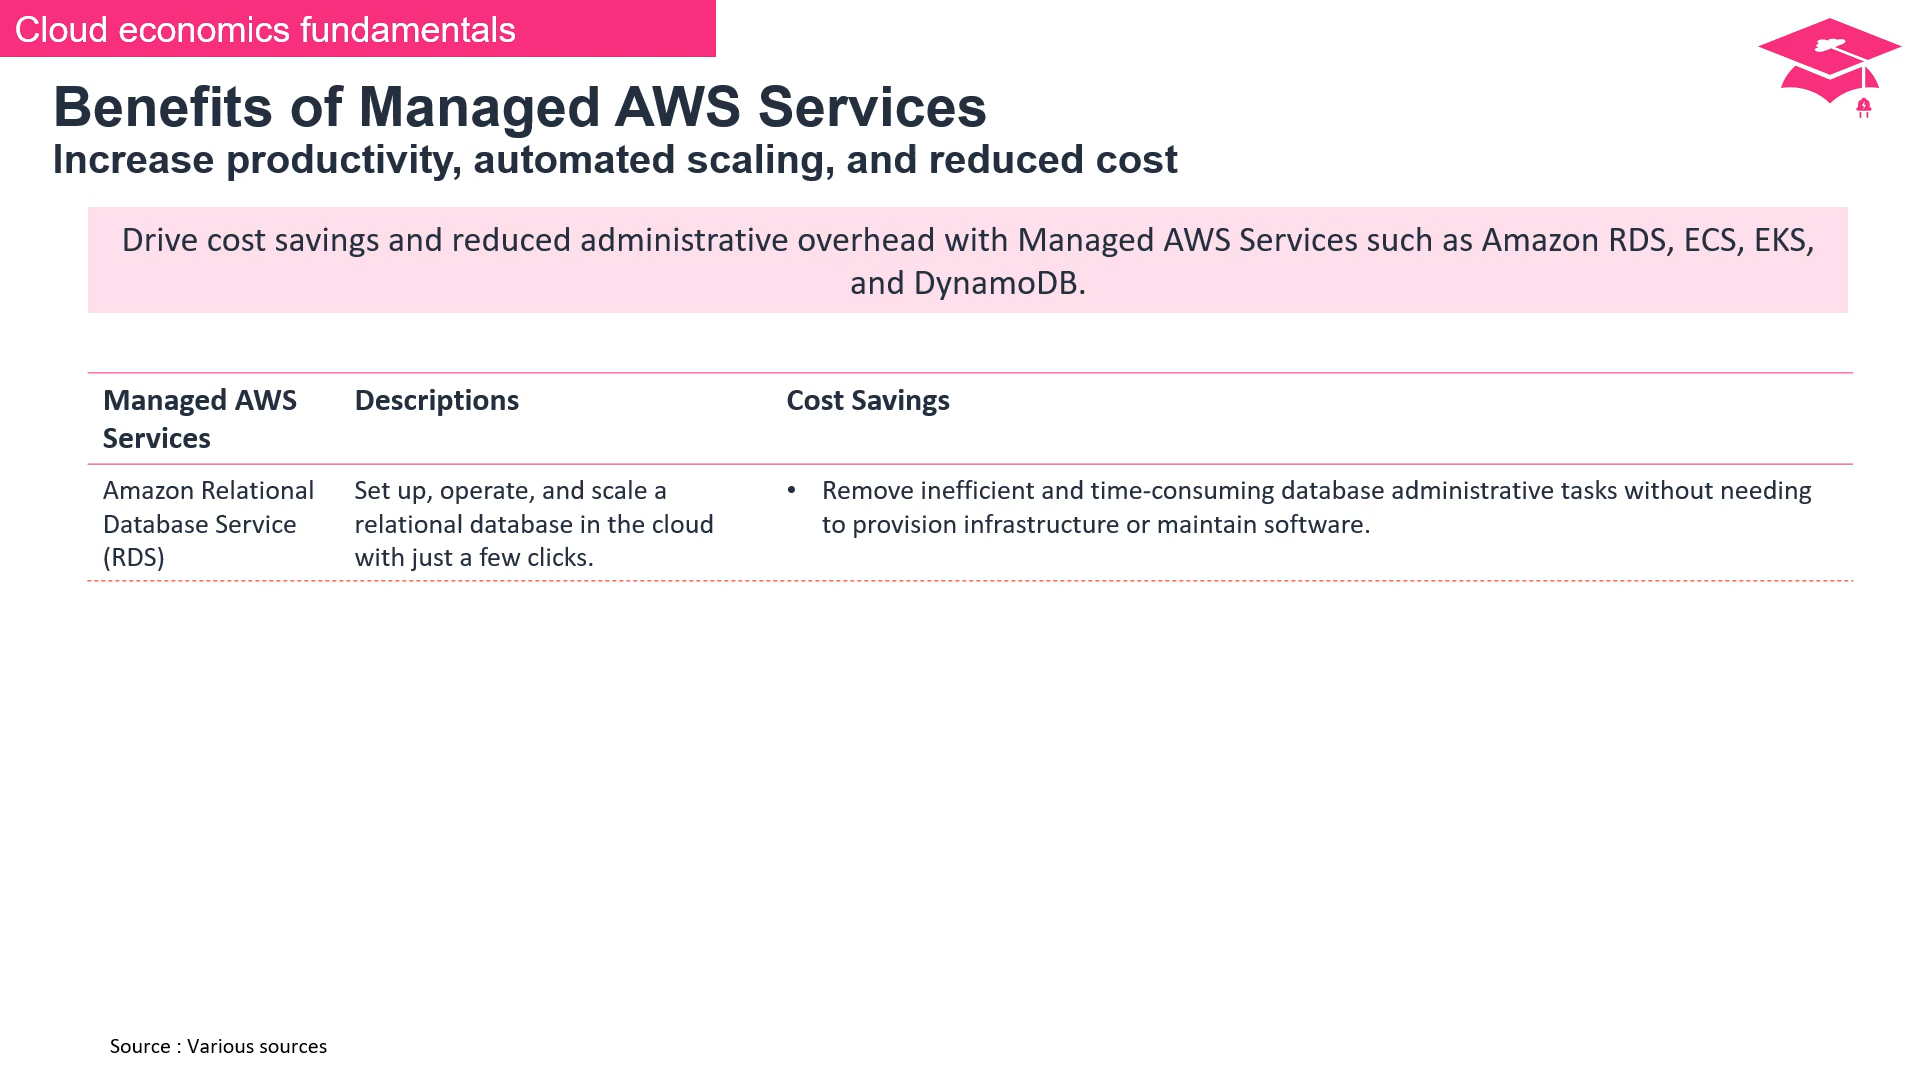 Cloud economics fundamentals
Benefits of Managed AWS Services
Increase productivity, automated scaling, and reduced cost
Drive cost savings and reduced administrative overhead with Managed AWS Services such as Amazon RDS, ECS, EKS,
and DynamoDB.
Managed AWS
Services
Descriptions
Cost Savings
Amazon Relational
Database Service
(RDS)
Set up, operate, and scale a
relational database in the cloud
with just a few clicks.
• Remove inefficient and time-consuming database administrative tasks without needing
to provision infrastructure or maintain software.
Source : Various sources